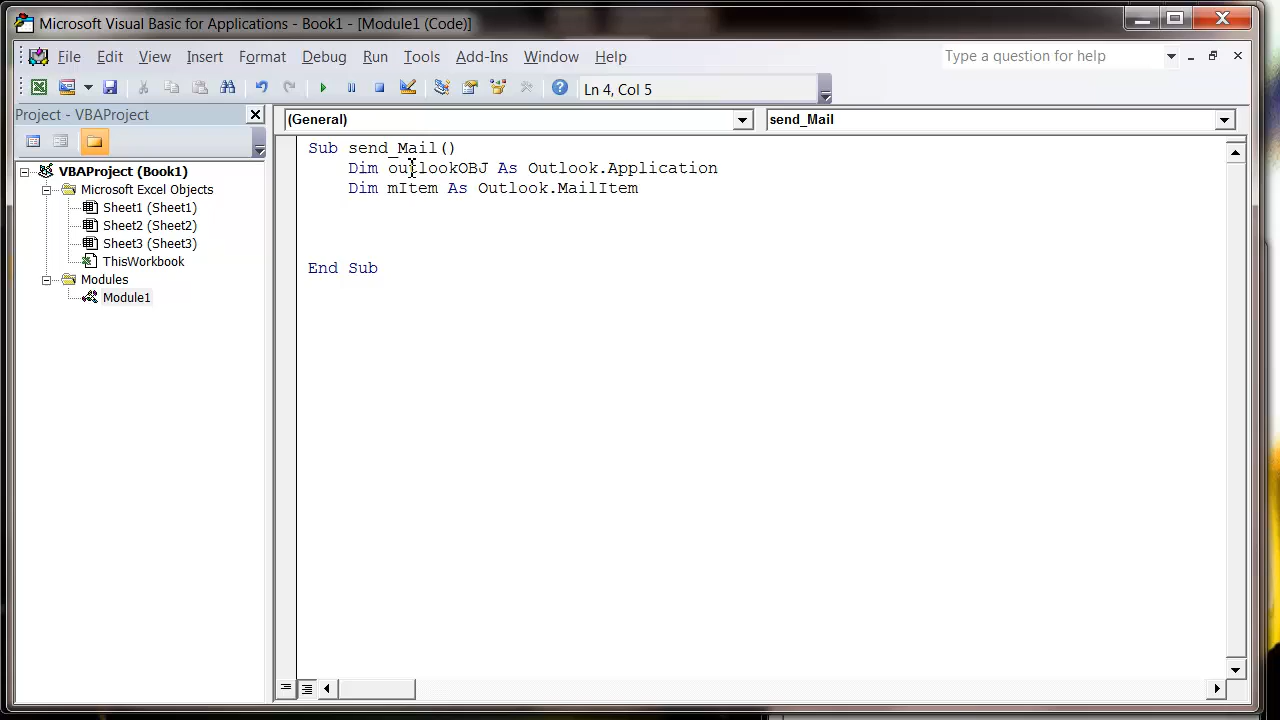 Microsoft Visual Basic for Applications - Book1 - [Module1 (Code)]
File Edit View Insert Format Debug Run Tools Add-Ins Window Help
Type a question for help
Ln 4, Col 5
Project - VBAProject
(General)
send_Mail
VBAProject (Book1)
Microsoft Excel Objects
Sheet1 (Sheet1)
Sheet2 (Sheet2)
Sheet3 (Sheet3)
ThisWorkbook
Modules
Module1
Sub send_Mail()
Dim outlookOBJ As Outlook.Application
Dim mItem As Outlook.MailItem
End Sub